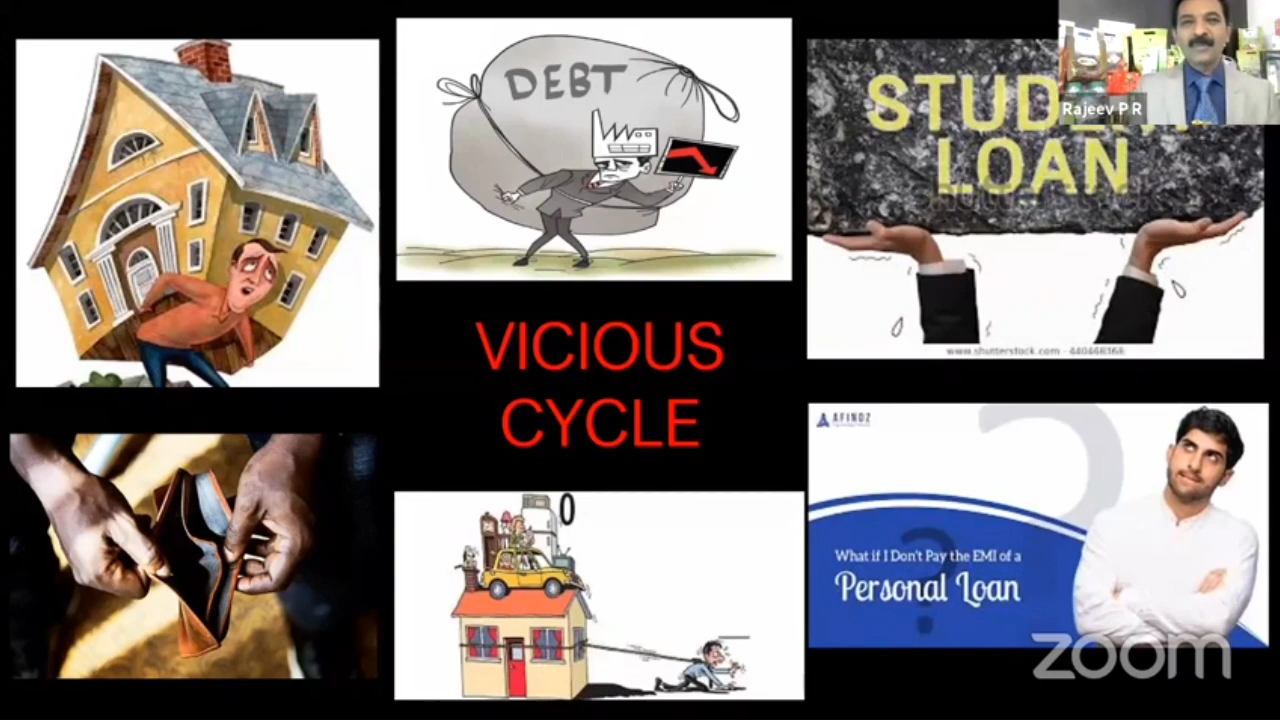 DEBT
STUDENT
LOAN
Rajeev P R
www.shutterstock.com · 440466366
VICIOUS
CYCLE
AFINOZ
What if I Don't Pay the EMI of a
Personal Loan
zoom